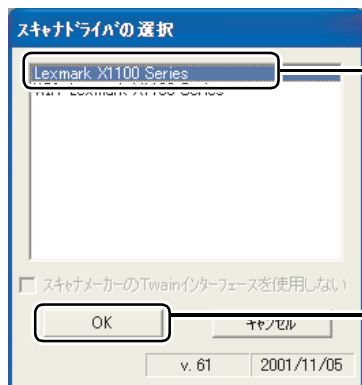 スキャナドライバの選択
Lexmark X1100 Series
スキャナメーカーのTwainインターフェースを使用しない
OK
キャンセル
v. 61
2001/11/05